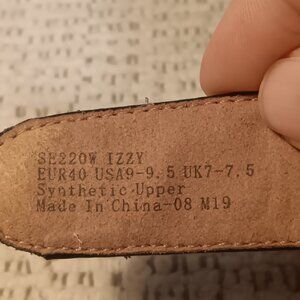 SE220W IZZY
EUR40 USA9-9.5 UK7-7.5
Synthetic Upper
Made In China-08 M19